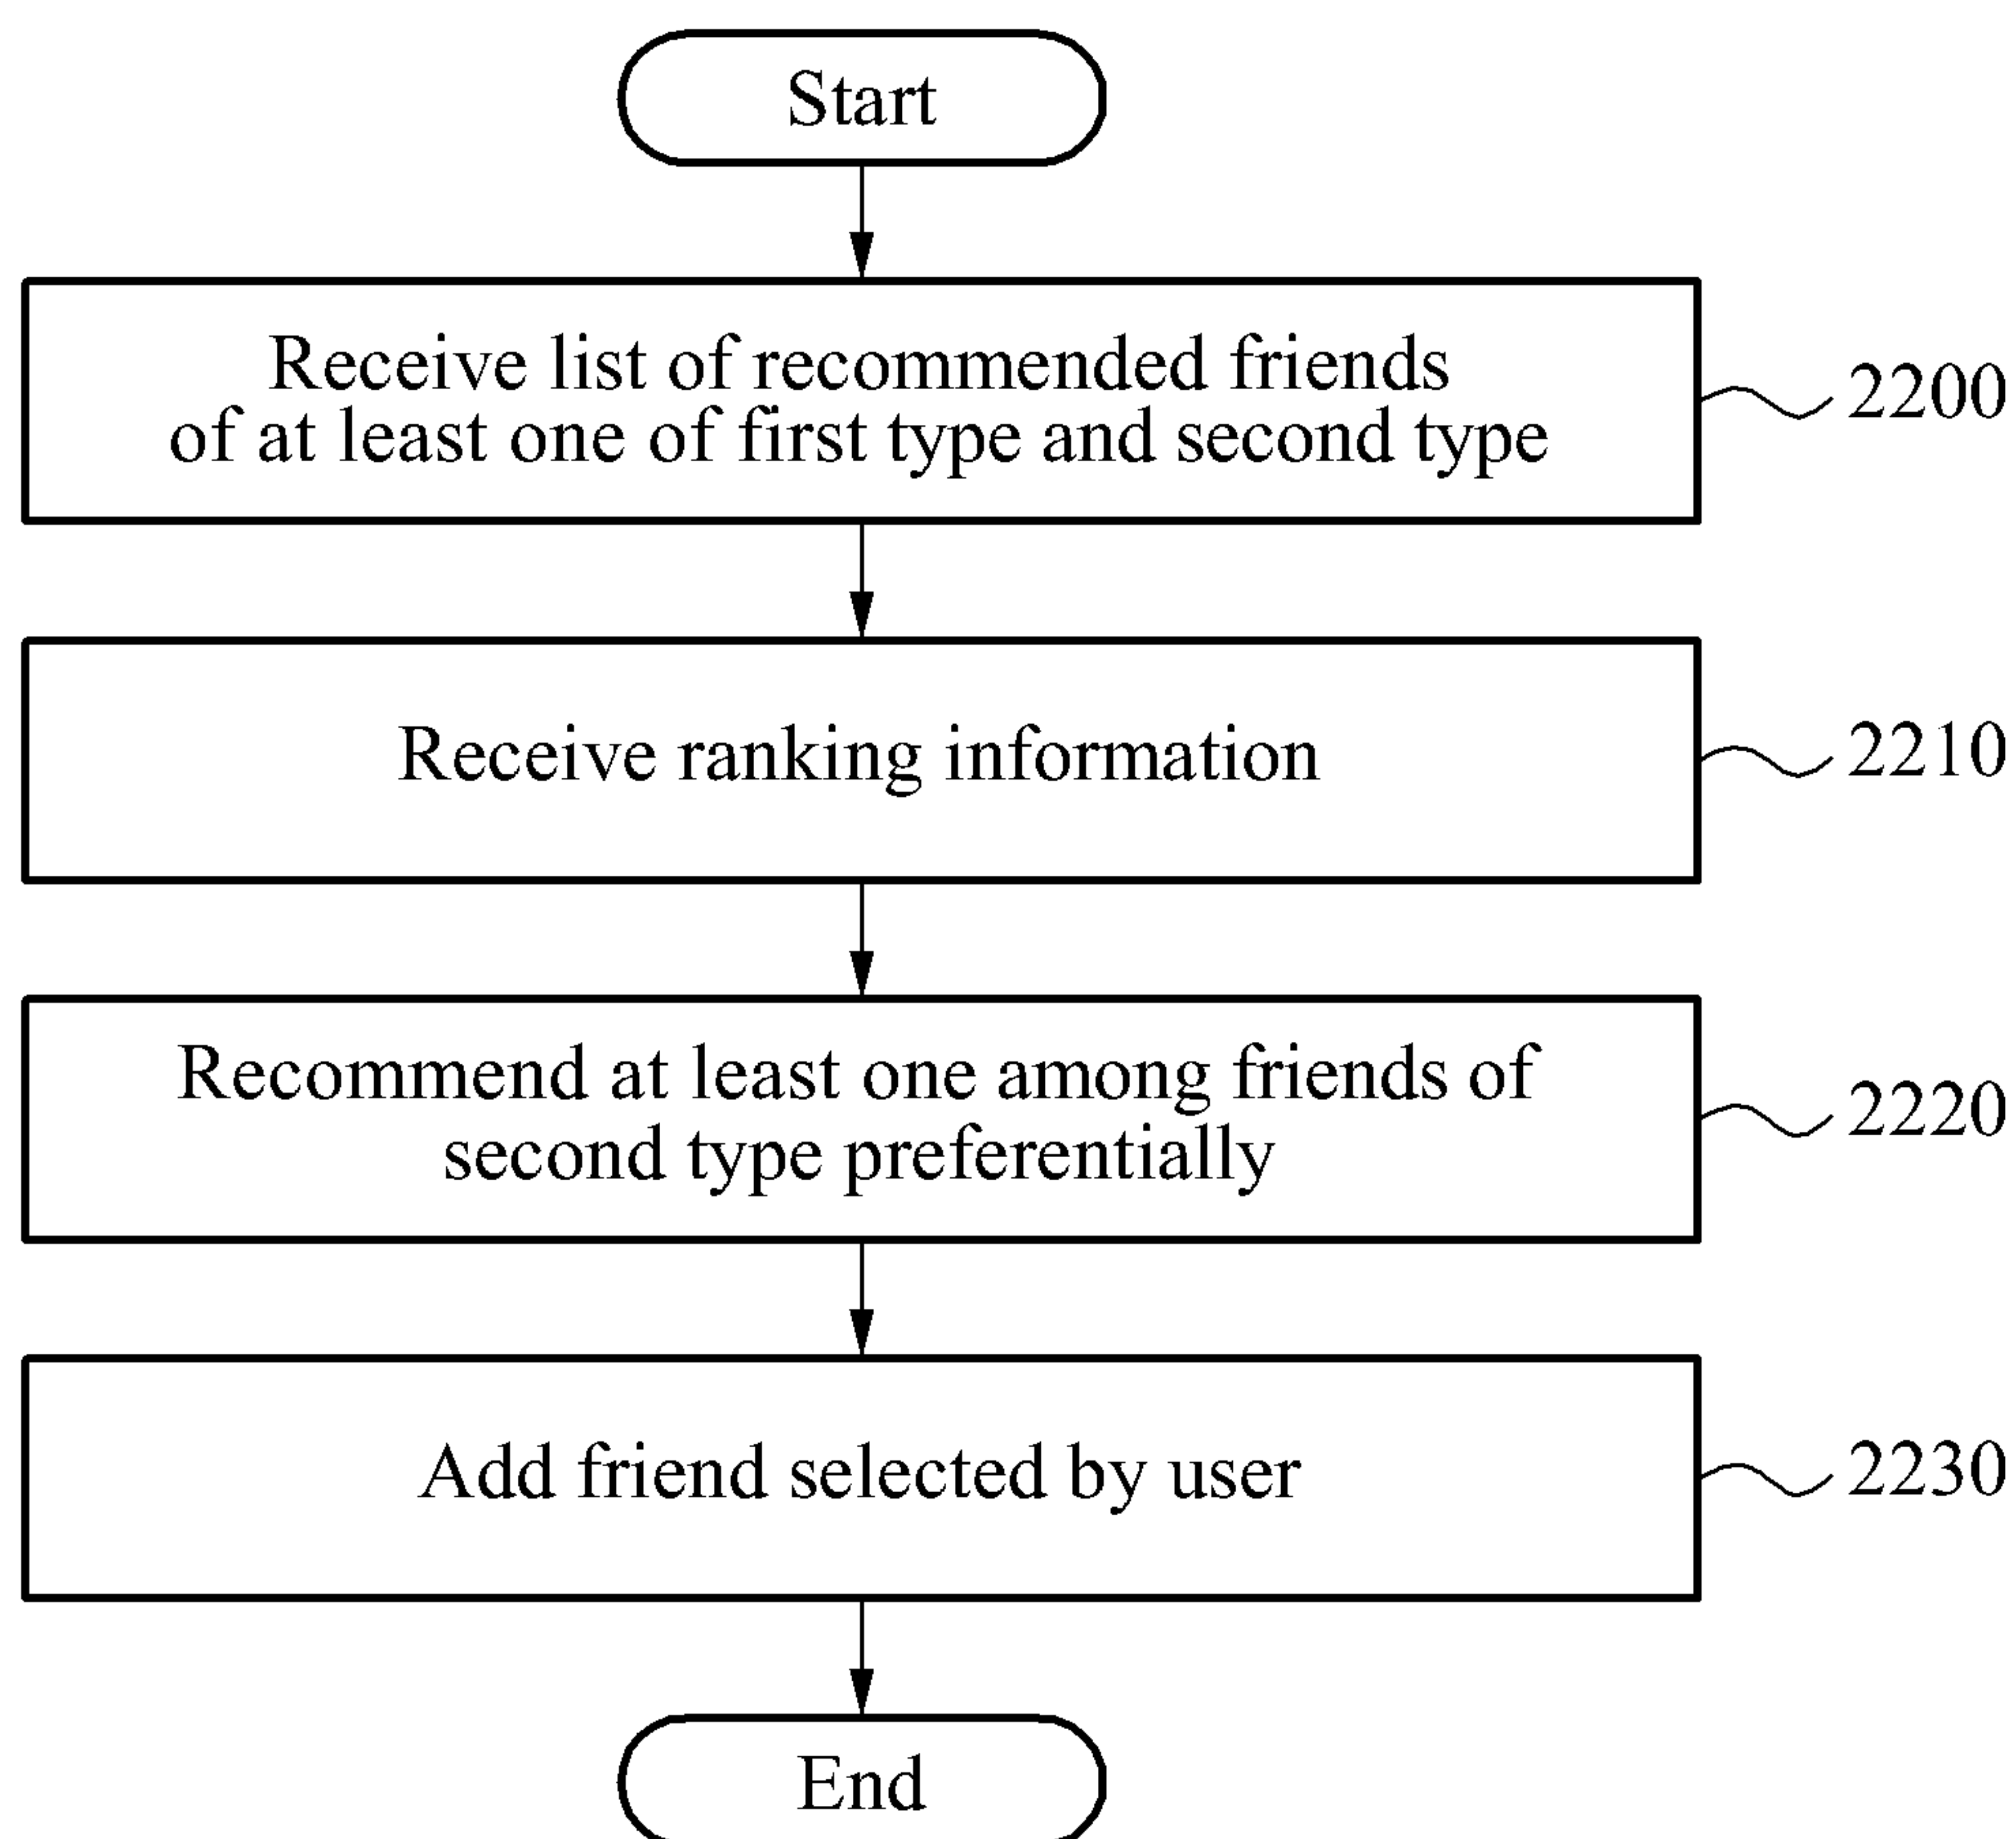 Start
Receive list of recommended friends
of at least one of first type and second type
2200
Receive ranking information
2210
Recommend at least one among friends of
second type preferentially
2220
Add friend selected by user
2230
End